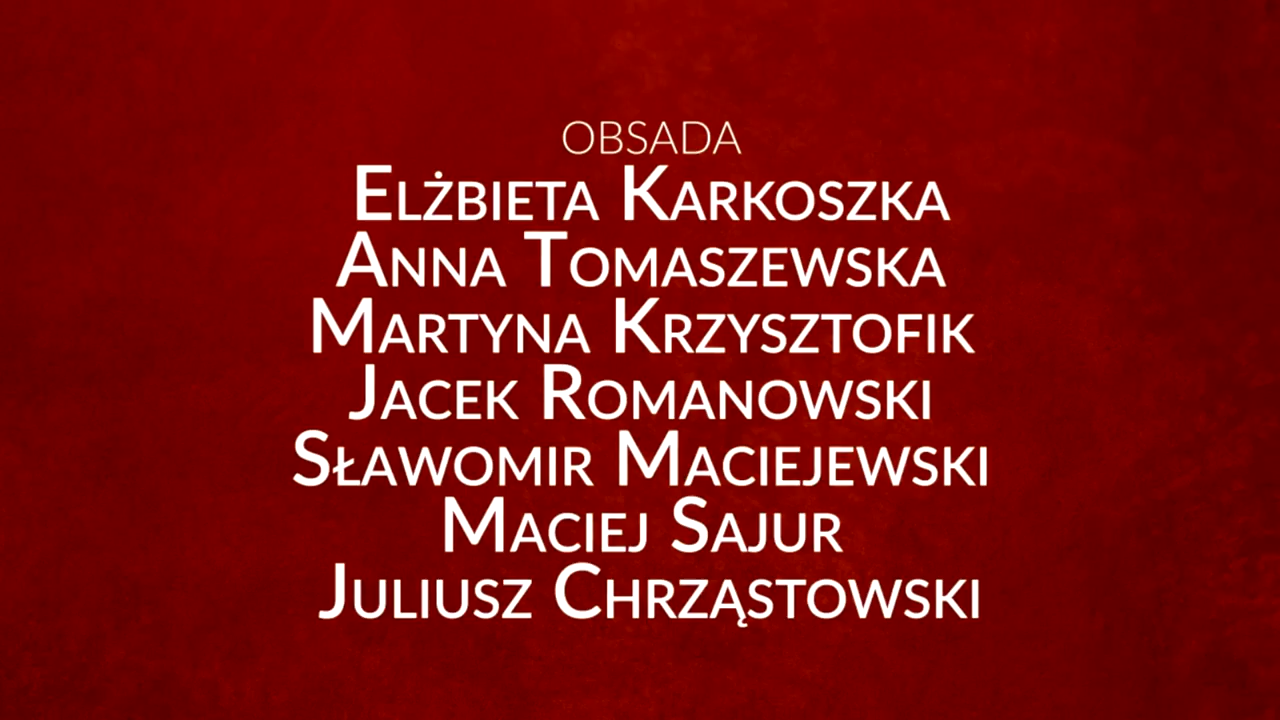 OBSADA
ELŻBIETA KARKOSZKA
ANNA TOMASZEWSKA
MARTYNA KRZYSZTOFIK
JACEK ROMANOWSKI
SŁAWOMIR MACIEJEWSKI
MACIEJ SAJUR
JULIUSZ CHRZĄSTOWSKI